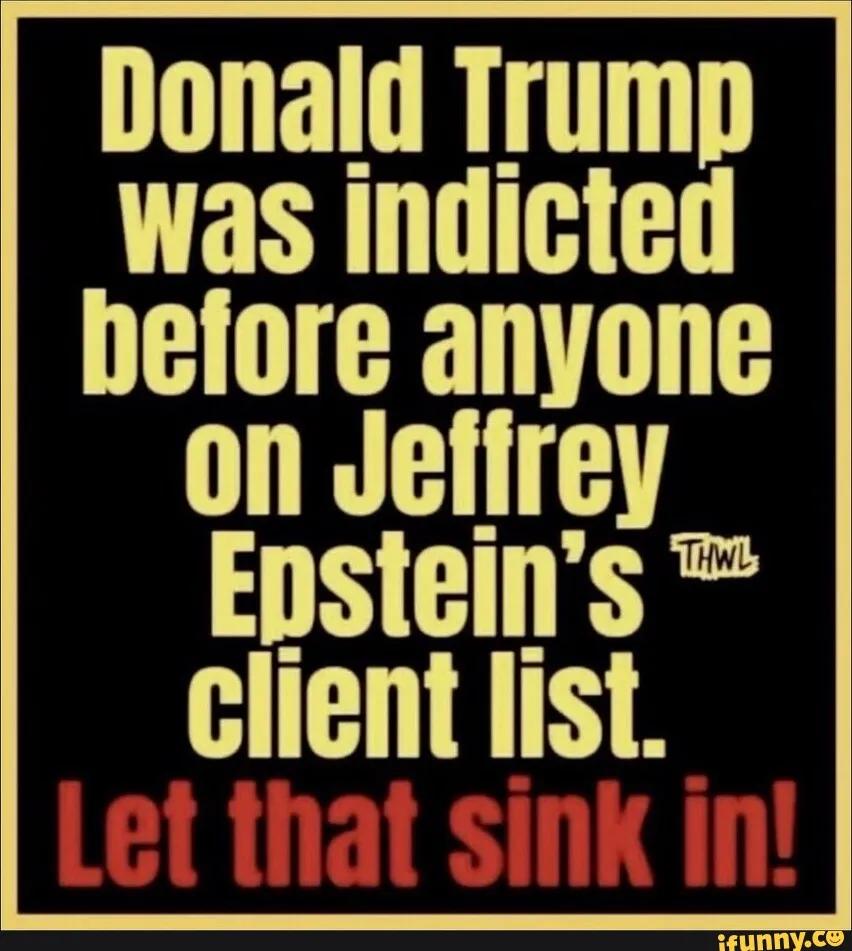 Donald Trump
was indicted
before anyone
on Jeffrey
Epstein's THWL
client list.
Let that sink in!
ifunny.co